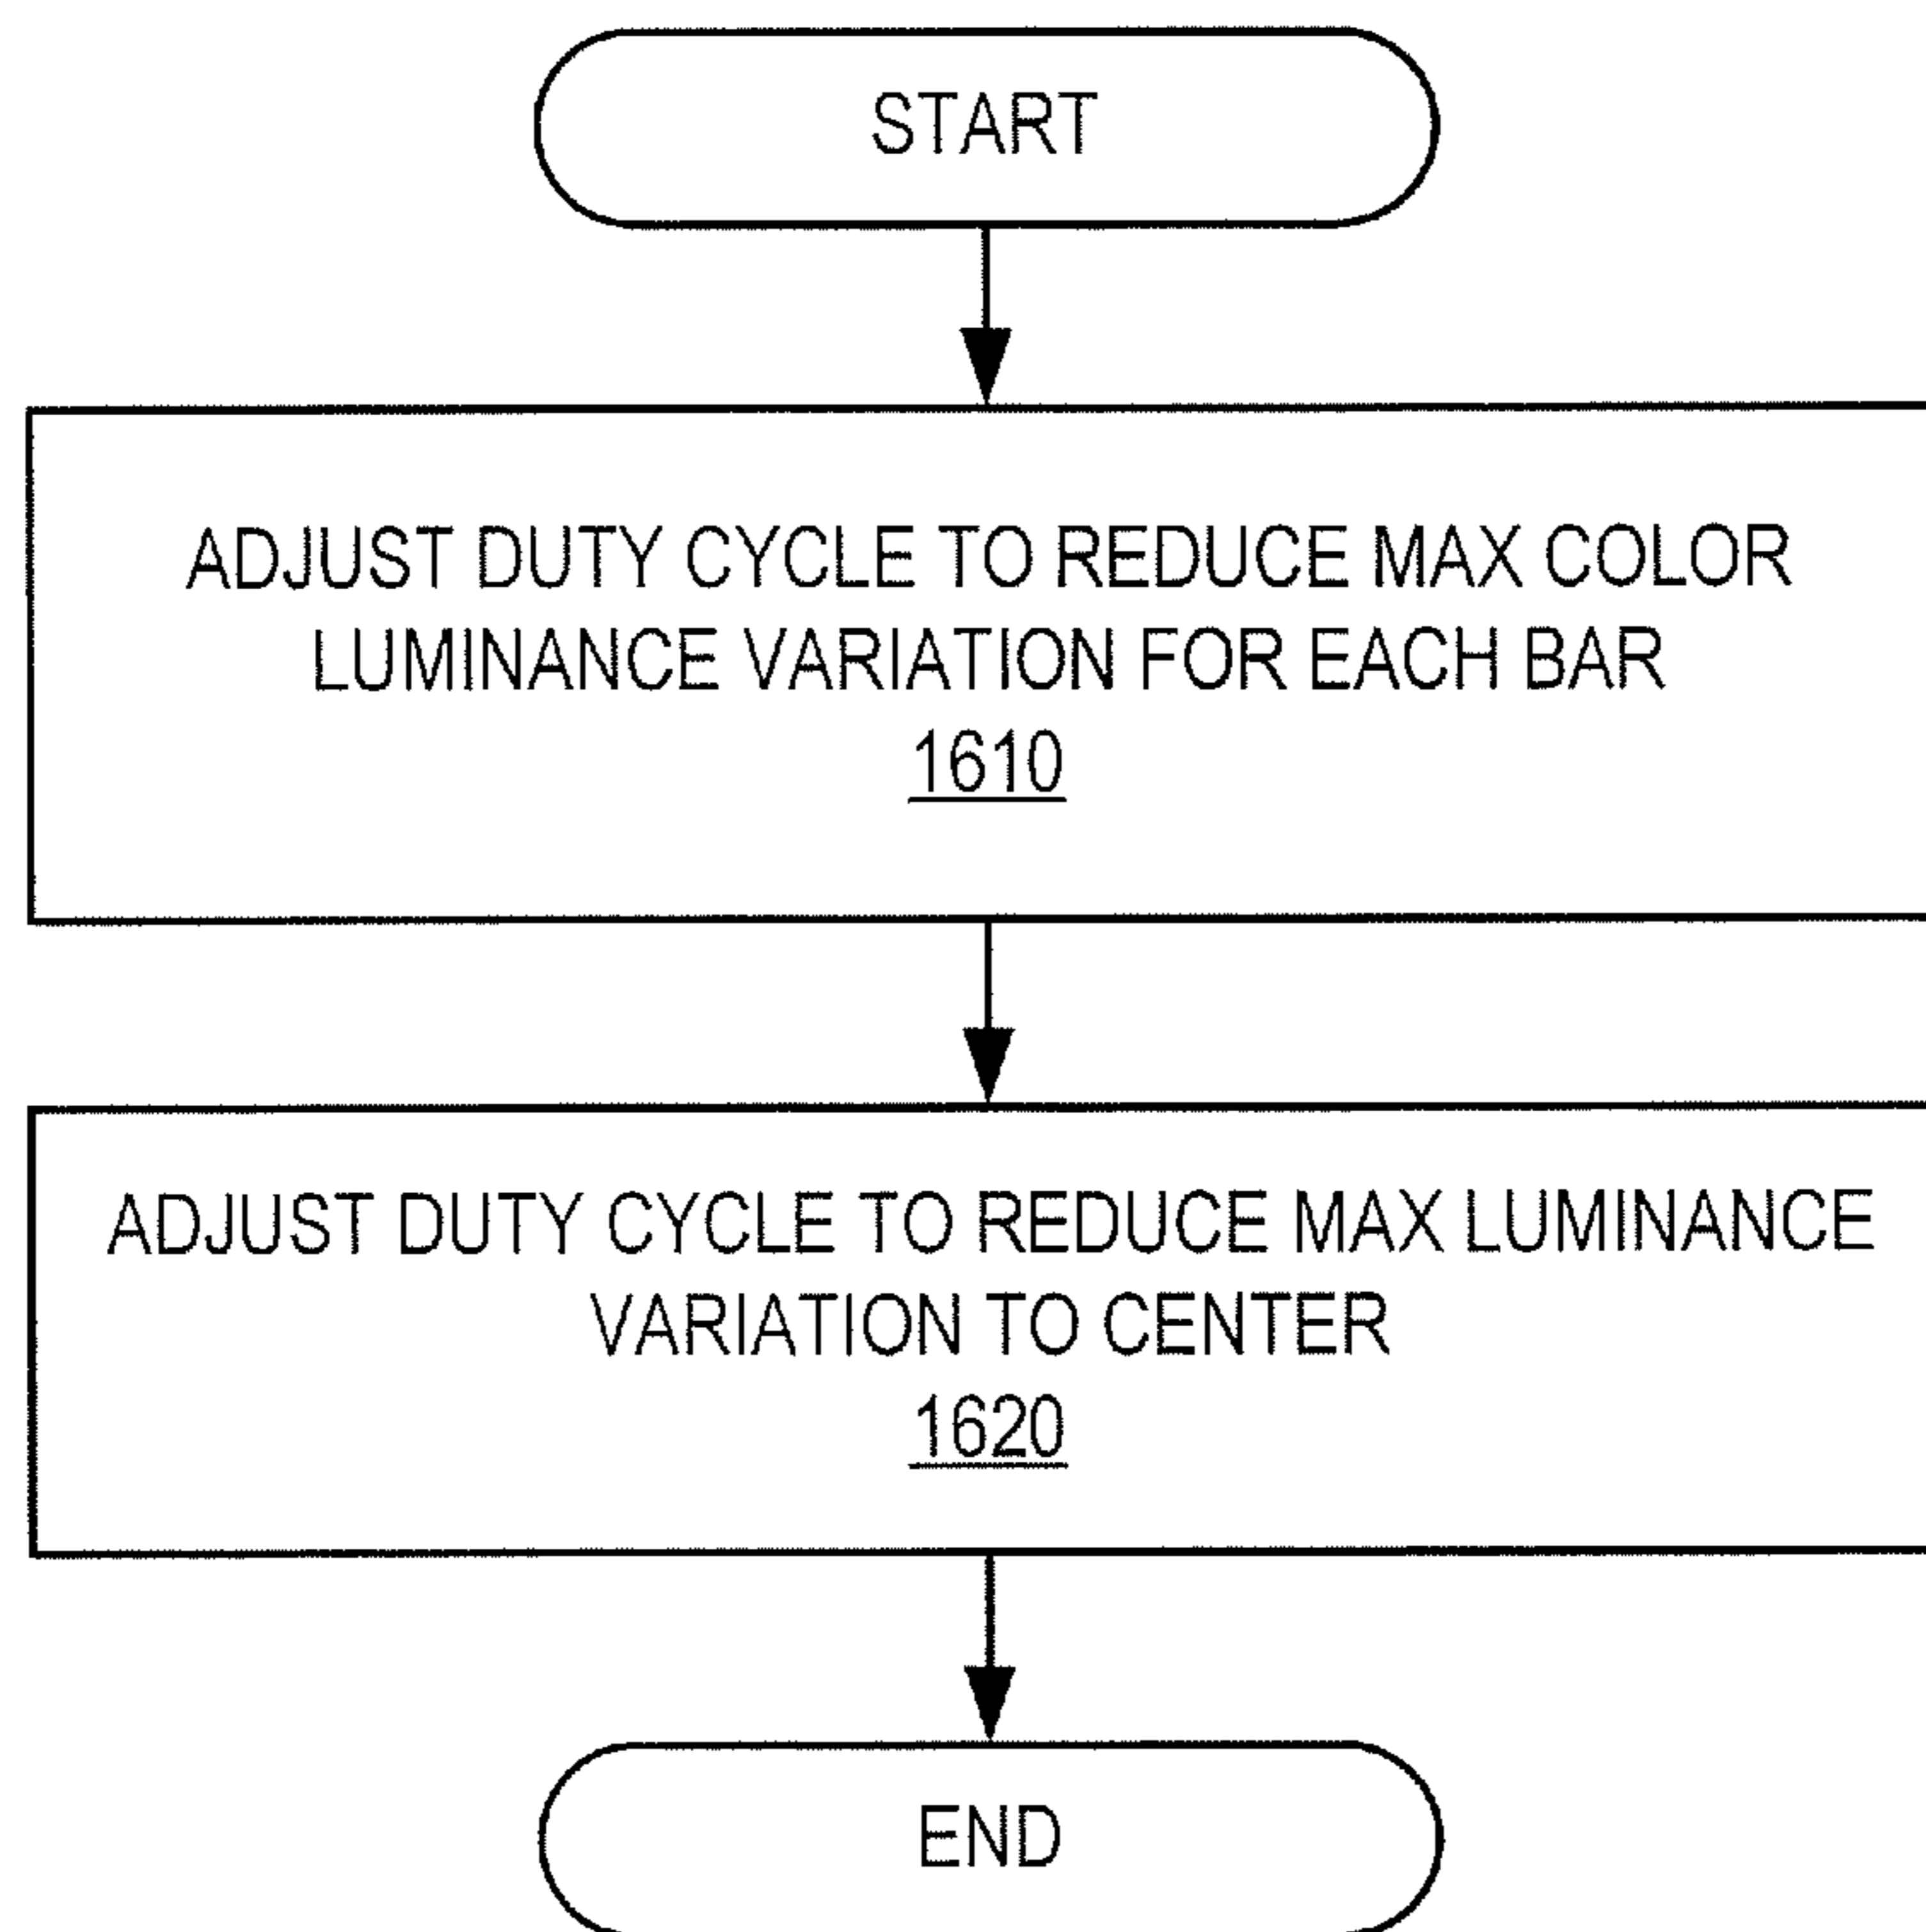 START
ADJUST DUTY CYCLE TO REDUCE MAX COLOR
LUMINANCE VARIATION FOR EACH BAR
1610
ADJUST DUTY CYCLE TO REDUCE MAX LUMINANCE
VARIATION TO CENTER
1620
END